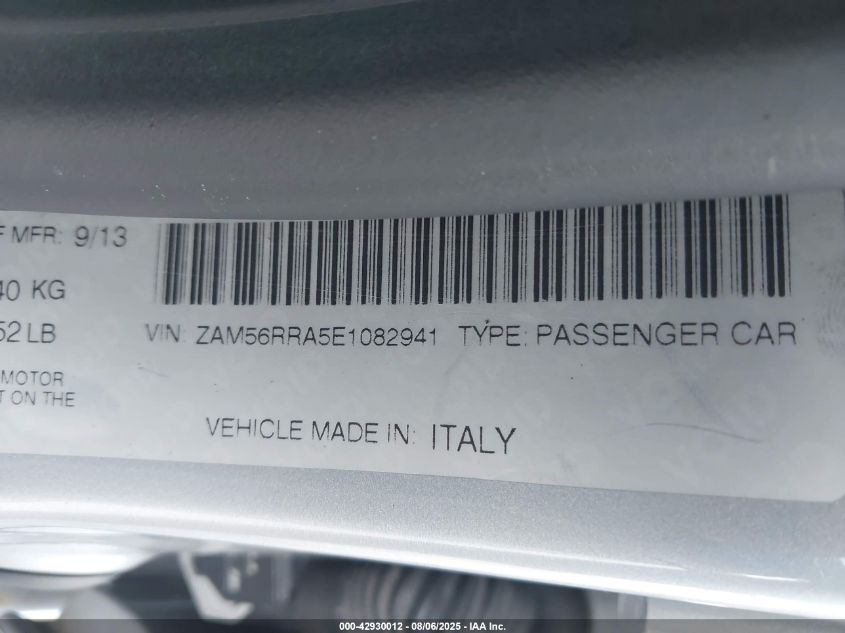 F MFR: 9/13
40 KG
52 LB
VIN: ZAM56RRA5E1082941 TYPE: PASSENGER CAR
MOTOR
T ON THE
VEHICLE MADE IN: ITALY
000-42930012 - 08/06/2025 - IAA Inc.